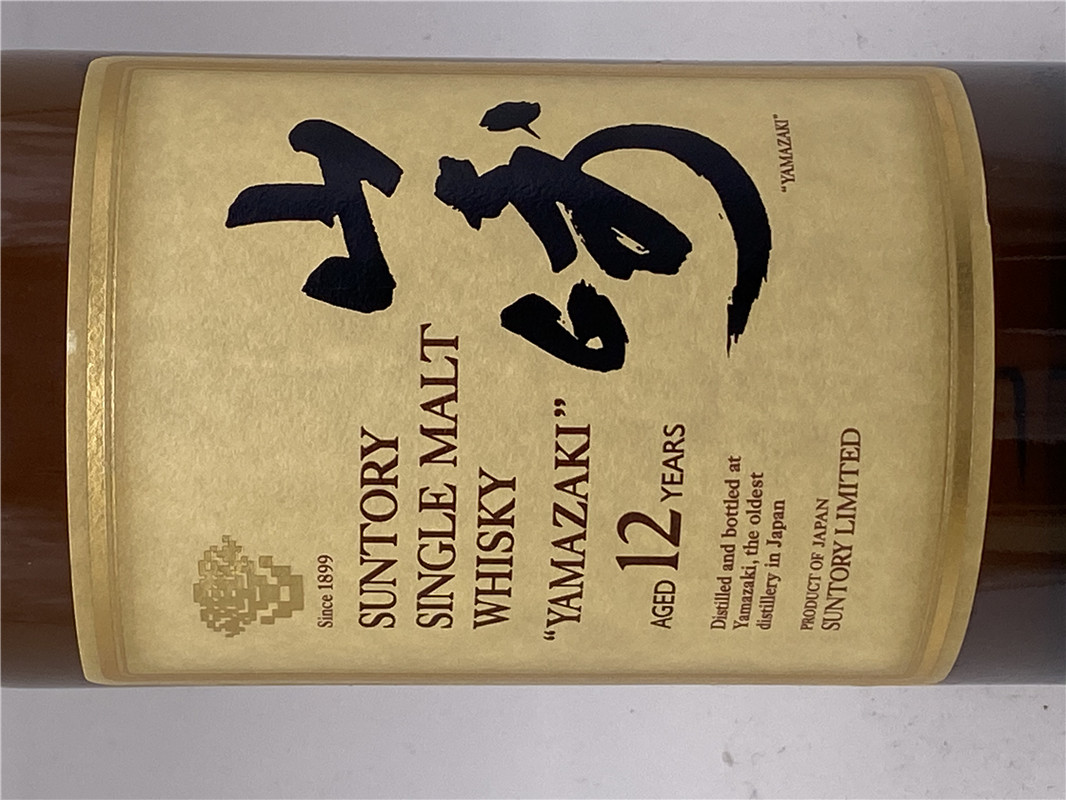 Since 1899
SUNTORY
SINGLE MALT
WHISKY
“YAMAZAKI”
AGED 12 YEARS
Distilled and bottled at
Yamazaki, the oldest
distillery in Japan
PRODUCT OF JAPAN
SUNTORY LIMITED
山崎
“YAMAZAKI”